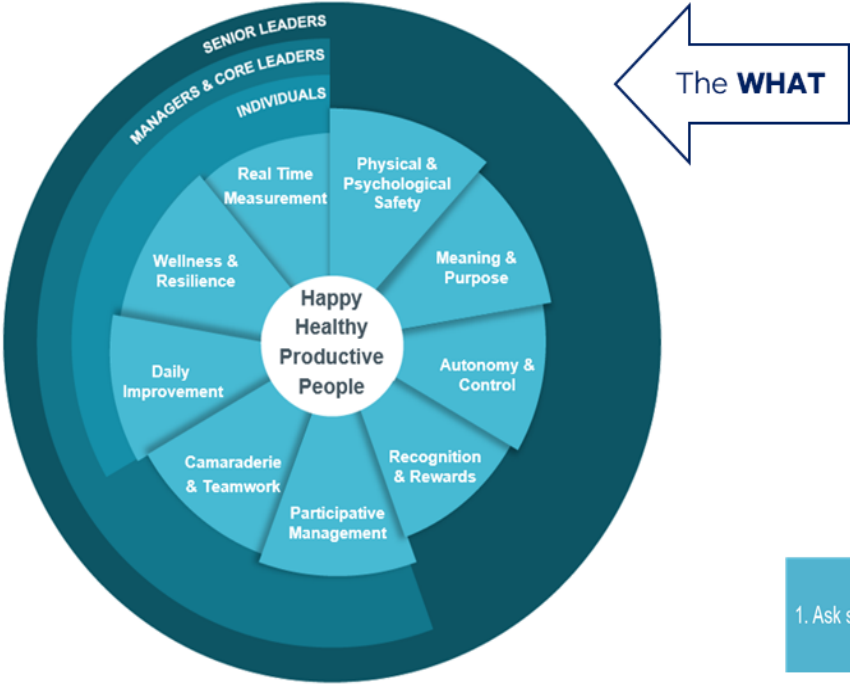 SENIOR LEADERS
MANAGERS & CORE LEADERS
INDIVIDUALS
The WHAT
Physical &
Psychological
Safety
Meaning &
Purpose
Autonomy &
Control
Recognition
& Rewards
Participative
Management
Camaraderie
& Teamwork
Daily
Improvement
Wellness &
Resilience
Real Time
Measurement
Happy
Healthy
Productive
People
1. Ask